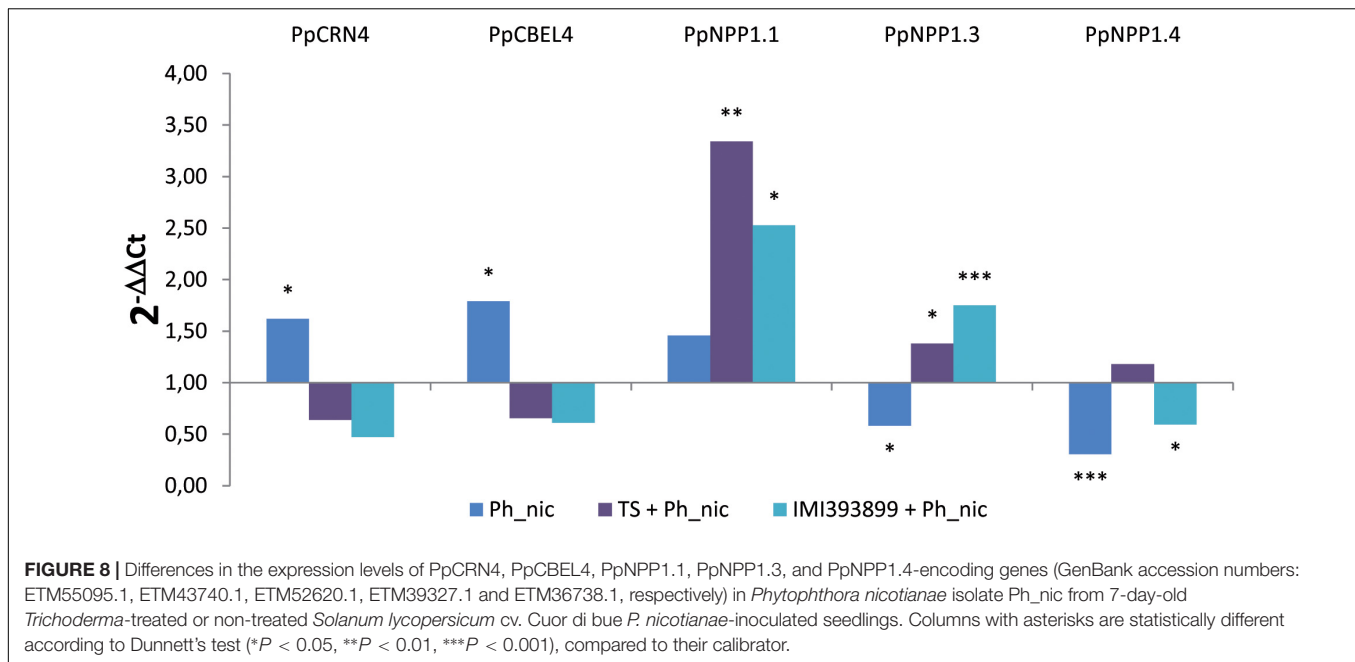 PpCRN4 PpCBEL4 PpNPP1.1 PpNPP1.3 PpNPP1.4
4,00
3,50
3,00
2,50
2,00
1,50
1,00
0,50
0,00
2^-ΔΔCt
* * ** * * *** * *** *
Ph_nic TS + Ph_nic IMI393899 + Ph_nic
FIGURE 8 | Differences in the expression levels of PpCRN4, PpCBEL4, PpNPP1.1, PpNPP1.3, and PpNPP1.4-encoding genes (GenBank accession numbers:
ETM55095.1, ETM43740.1, ETM52620.1, ETM39327.1 and ETM36738.1, respectively) in Phytophthora nicotianae isolate Ph_nic from 7-day-old
Trichoderma-treated or non-treated Solanum lycopersicum cv. Cuor di bue P. nicotianae-inoculated seedlings. Columns with asterisks are statistically different
according to Dunnett's test (*P < 0.05, **P < 0.01, ***P < 0.001), compared to their calibrator.